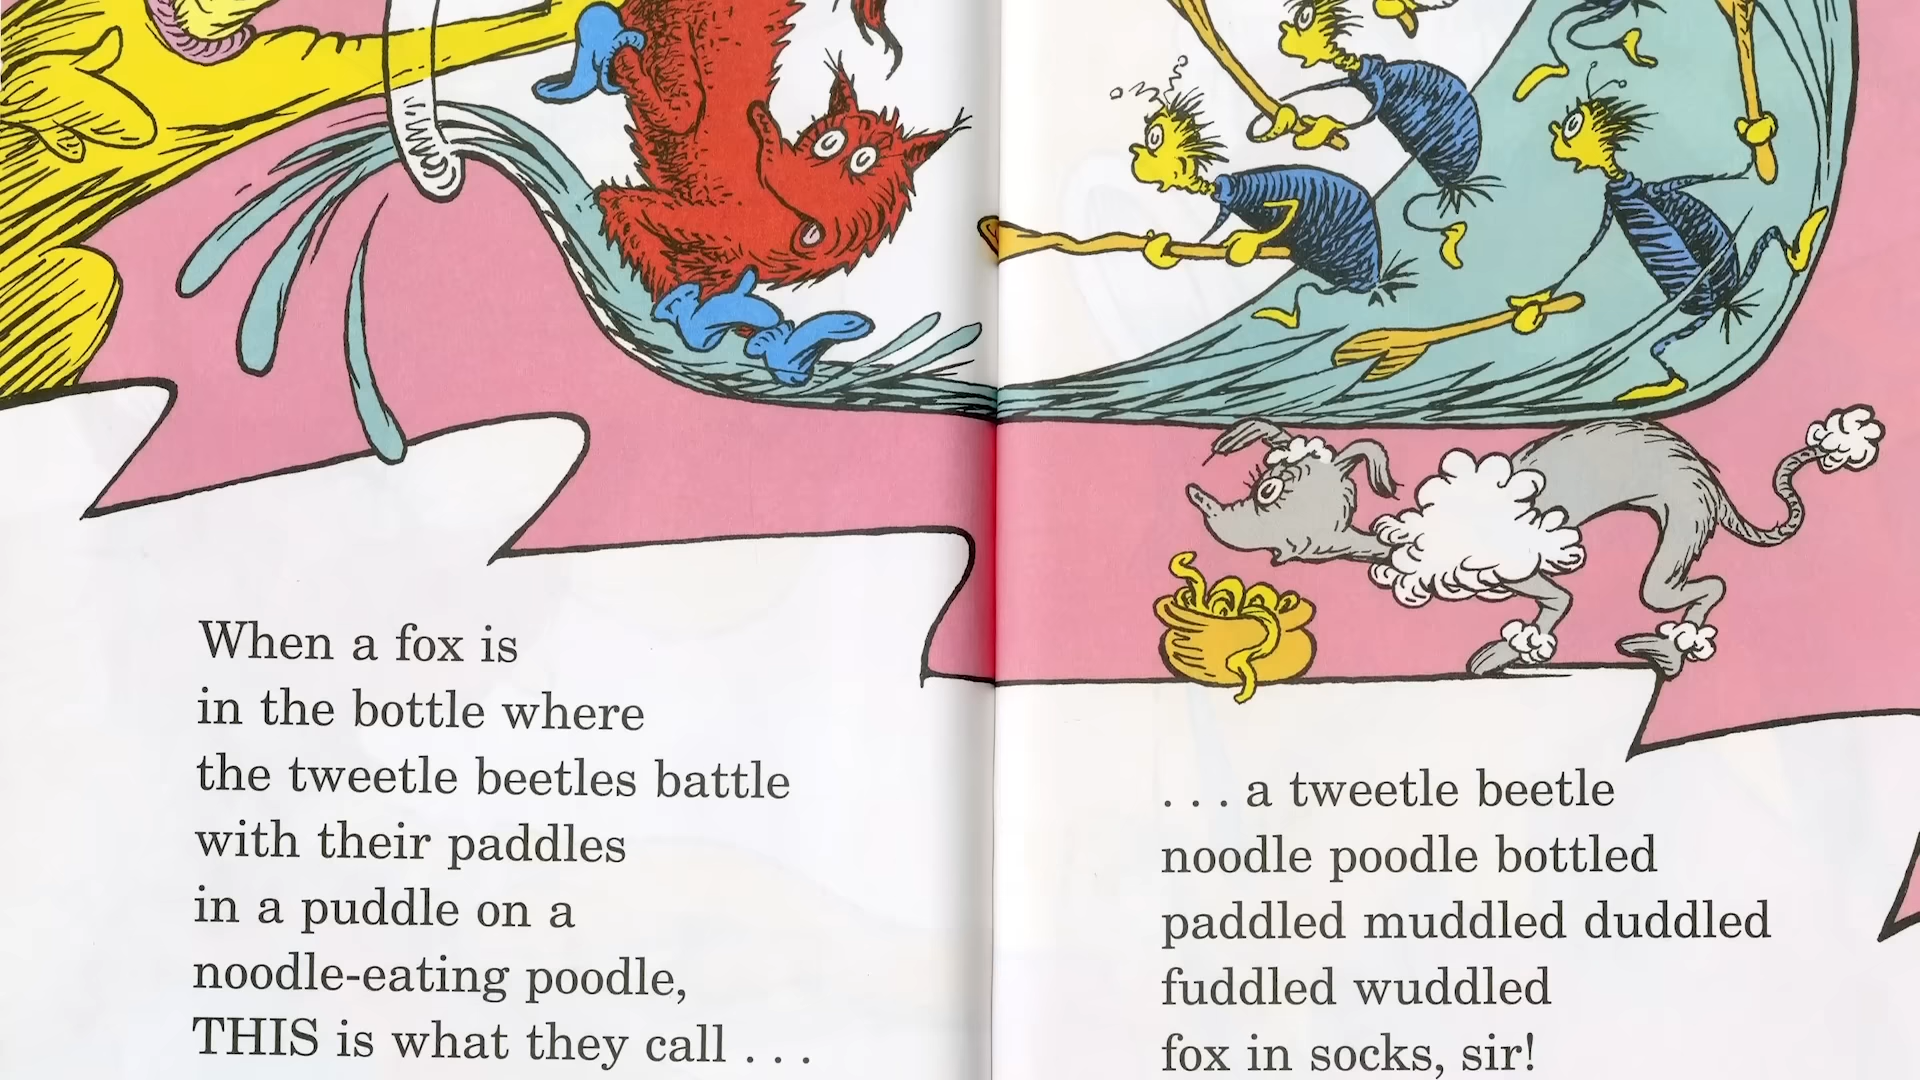 When a fox is
in the bottle where
the tweetle beetles battle
with their paddles
in a puddle on a
noodle-eating poodle,
THIS is what they call . . .
. . . a tweetle beetle
noodle poodle bottled
paddled muddled duddled
fuddled wuddled
fox in socks, sir!